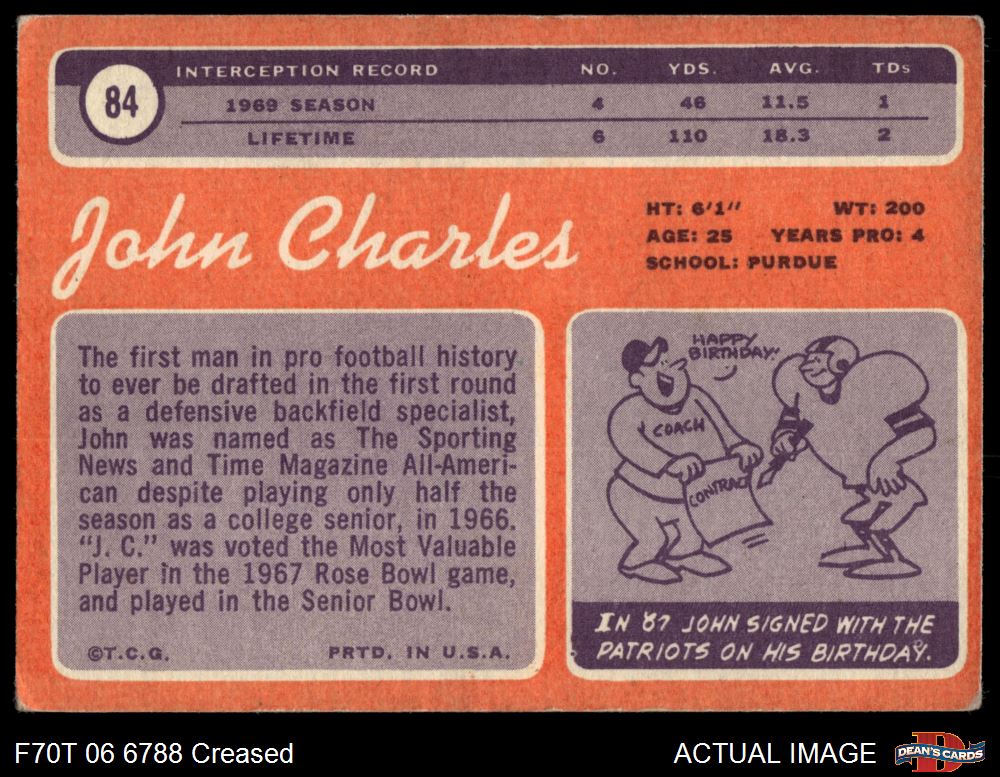 84
INTERCEPTION RECORD NO. YDS. AVG. TDs
1969 SEASON 4 46 11.5 1
LIFETIME 6 110 18.3 2
John Charles
HT: 6'1" WT: 200
AGE: 25 YEARS PRO: 4
SCHOOL: PURDUE
The first man in pro football history
to ever be drafted in the first round
as a defensive backfield specialist,
John was named as The Sporting
News and Time Magazine All-Ameri-
can despite playing only half the
season as a college senior, in 1966.
“J. C.” was voted the Most Valuable
Player in the 1967 Rose Bowl game,
and played in the Senior Bowl.
©T.C.G. PRTD. IN U.S.A.
HAPPY
BIRTHDAY!
COACH
CONTRACT
IN '67 JOHN SIGNED WITH THE
PATRIOTS ON HIS BIRTHDAY.
F70T 06 6788 Creased
ACTUAL IMAGE
D
DEAN'S CARDS